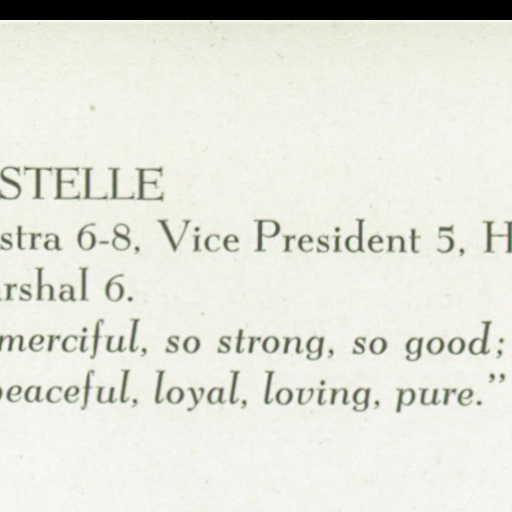 STELLE
stra 6-8, Vice President 5, H
rshal 6.
merciful, so strong, so good;
peaceful, loyal, loving, pure.”